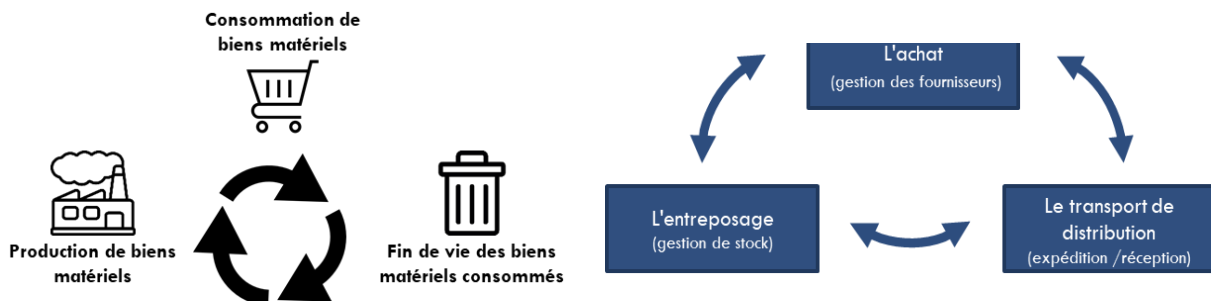 Consommation de
biens matériels
Production de biens
matériels
Fin de vie des biens
matériels consommés
L'achat
(gestion des fournisseurs)
L'entreposage
(gestion de stock)
Le transport de
distribution
(expédition /réception)